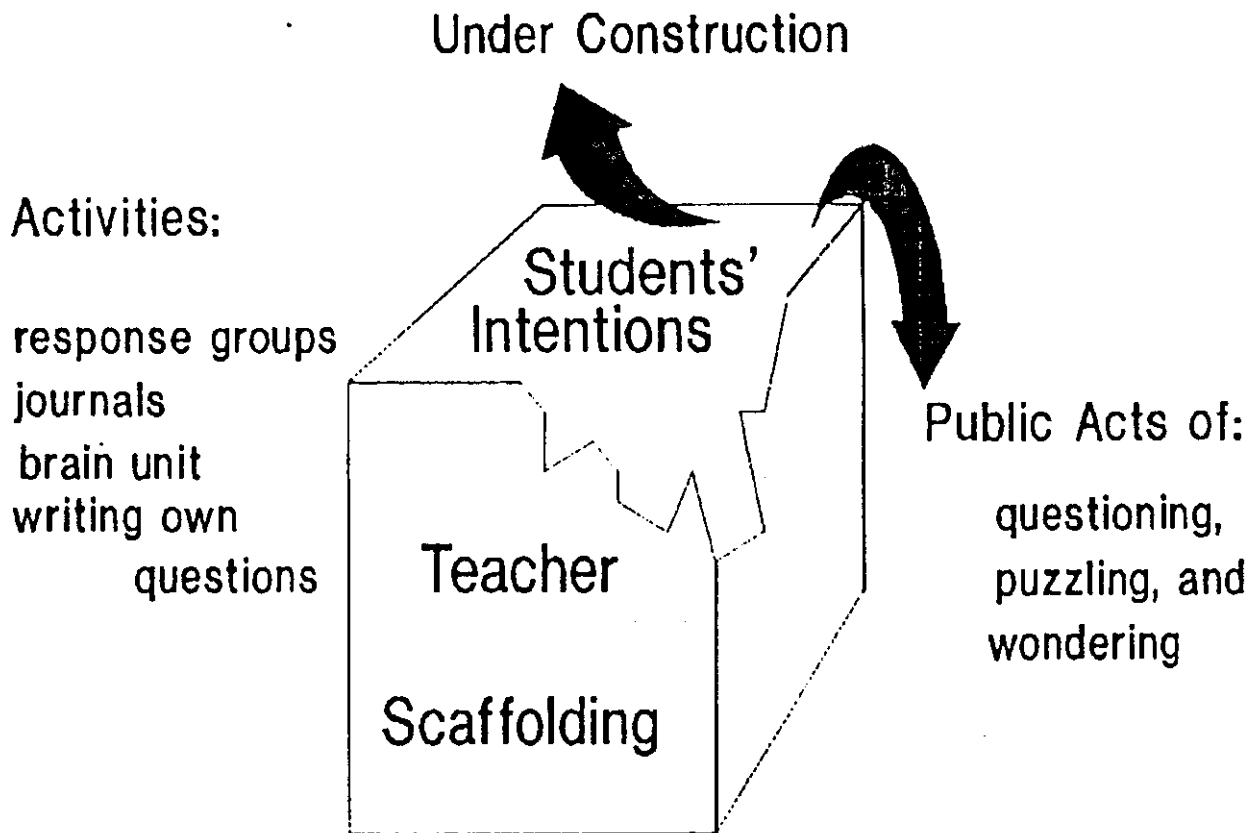 Under Construction
Activities:
response groups
journals
brain unit
writing own
questions
Students'
Intentions
Teacher
Scaffolding
Public Acts of:
questioning,
puzzling, and
wondering